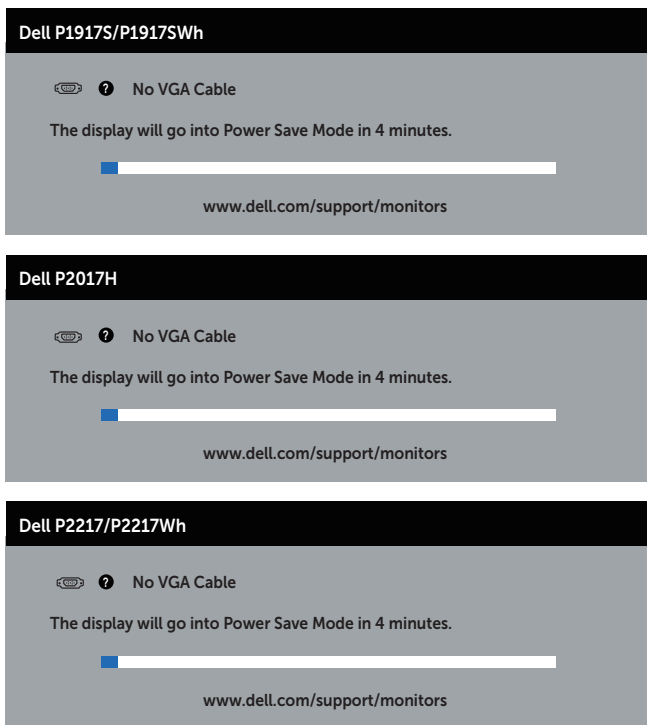 Dell P1917S/P1917SWh
? No VGA Cable
The display will go into Power Save Mode in 4 minutes.
www.dell.com/support/monitors
Dell P2017H
? No VGA Cable
The display will go into Power Save Mode in 4 minutes.
www.dell.com/support/monitors
Dell P2217/P2217Wh
? No VGA Cable
The display will go into Power Save Mode in 4 minutes.
www.dell.com/support/monitors